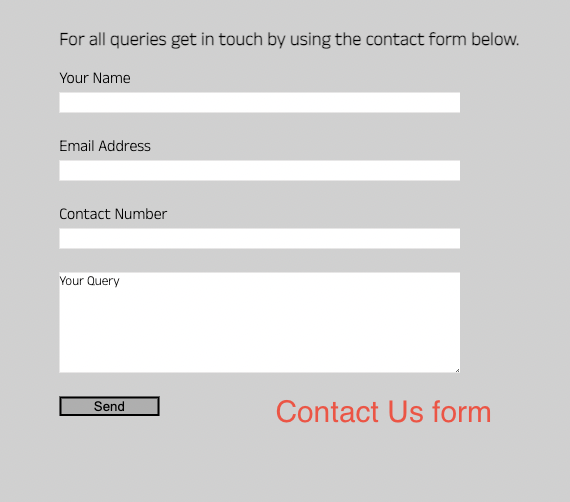 For all queries get in touch by using the contact form below.
Your Name
Email Address
Contact Number
Your Query
Send
Contact Us form